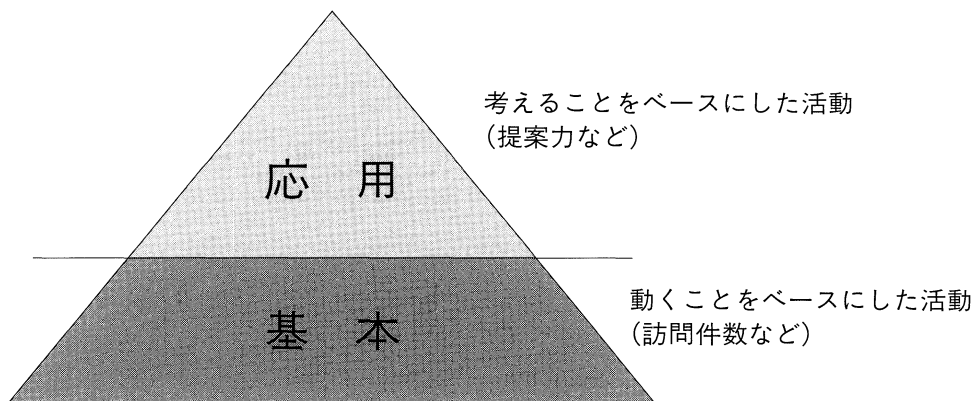 考えることをベースにした活動
(提案力など)
応 用
動くことをベースにした活動
(訪問件数など)
基 本